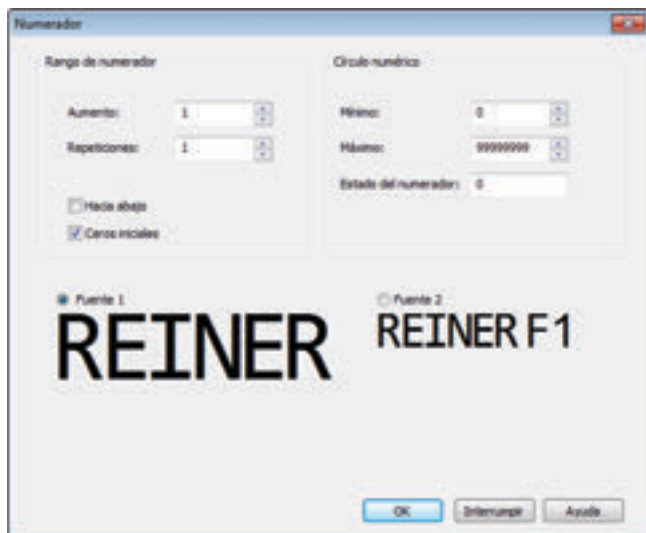 Numerador
Rango de numerador
Aumento: 1
Repeticiones: 1
Hacia abajo
Ceros iniciales
Círculo numérico
Mínimo: 0
Máximo: 99999999
Estado del numerador: 0
Fuente 1
REINER
Fuente 2
REINER F1
OK
Interrumpir
Ayuda